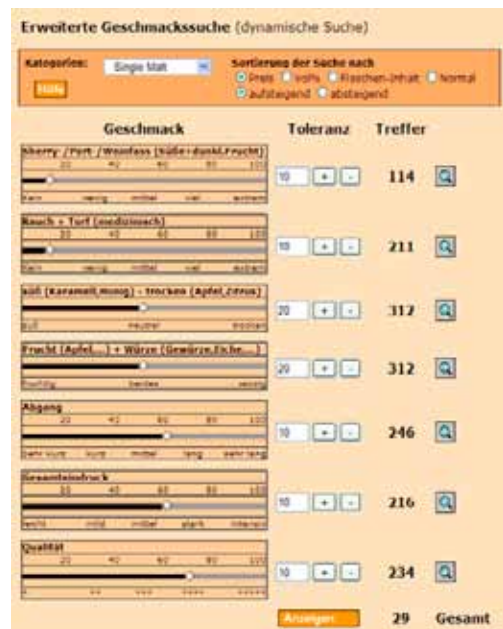 Erweiterte Geschmackssuche (dynamische Suche)
Kategorien: Single Malt Sortierung der Suche nach
Preis Vol% Flaschen-Inhalt Normal
Hilfe aufsteigend absteigend
Geschmack Toleranz Treffer
Sherry-/Port-/Weinfass (Süße+dunkl.Frucht)
20 40 60 80 100
10 + - 114
kein wenig mittel viel extrem
Rauch + Torf (medizinisch)
20 40 60 80 100
10 + - 211
kein wenig mittel viel extrem
süß (Karamell,Honig) - trocken (Apfel,Zitrus)
20 + - 312
süß neutral trocken
Frucht (Apfel,...) + Würze (Gewürze,Eiche,...)
20 + - 312
fruchtig beides würzig
Abgang
20 40 60 80 100
10 + - 246
sehr kurz kurz mittel lang sehr lang
Gesamteindruck
20 40 60 80 100
10 + - 216
leicht mild mittel stark intensiv
Qualität
20 40 60 80 100
10 + - 234
* ** *** **** *****
Anzeigen 29 Gesamt